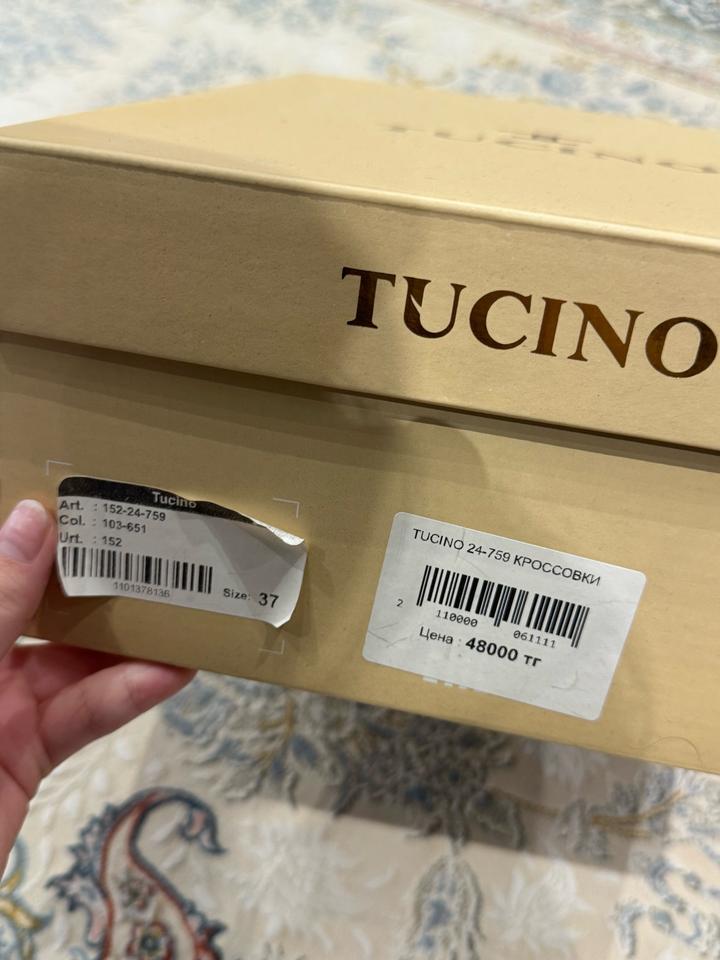 TUCINO
TUCINO
Tucino
Art. : 152-24-759
Col. : 103-651
Urt. : 152
1101378136
Size: 37
TUCINO 24-759 КРОССОВКИ
2 110000 061111
Цена : 48000 тг